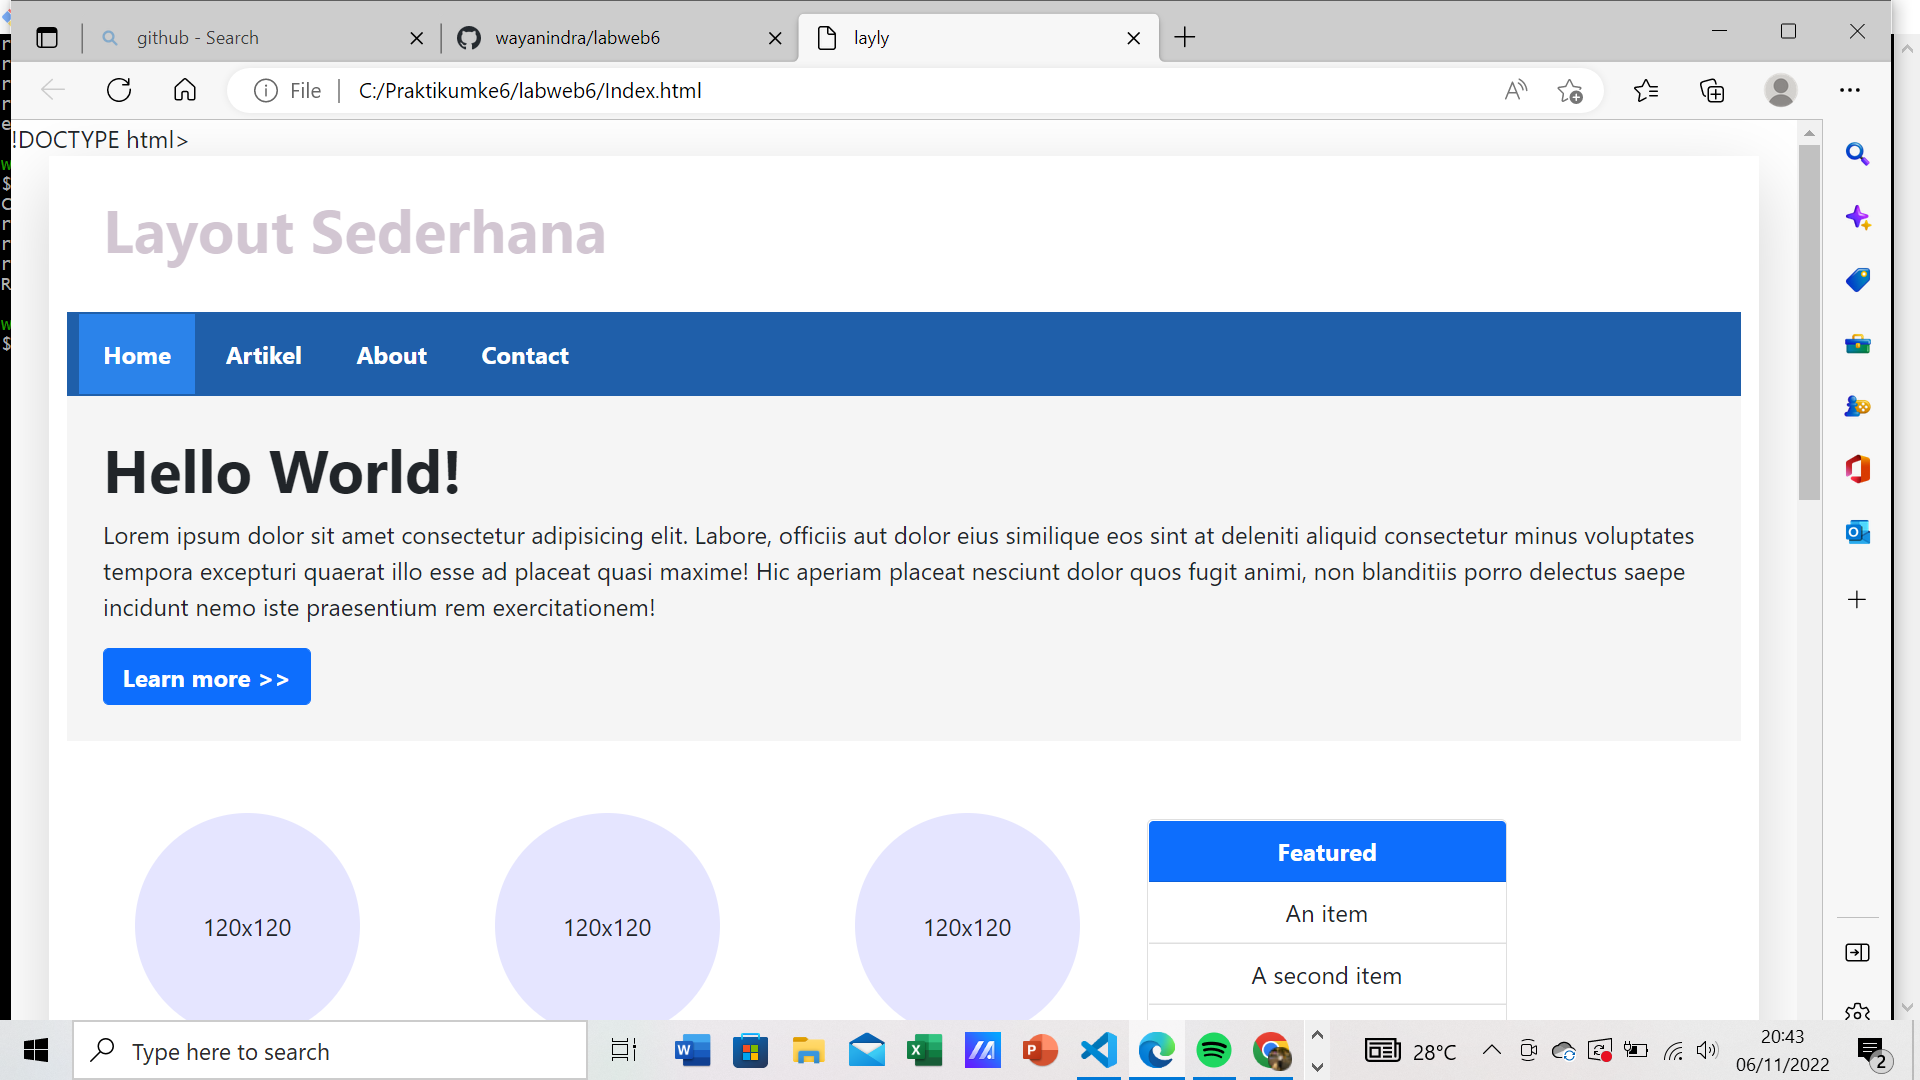 github - Search
wayanindra/labweb6
layly
File
C:/Praktikumke6/labweb6/Index.html
!DOCTYPE html>
Layout Sederhana
Home Artikel About Contact
Hello World!
Lorem ipsum dolor sit amet consectetur adipisicing elit. Labore, officiis aut dolor eius similique eos sint at deleniti aliquid consectetur minus voluptates
tempora excepturi quaerat illo esse ad placeat quasi maxime! Hic aperiam placeat nesciunt dolor quos fugit animi, non blanditiis porro delectus saepe
incidunt nemo iste praesentium rem exercitationem!
Learn more >>
120x120 120x120 120x120
Featured
An item
A second item
Type here to search
28°C
20:43
06/11/2022
2